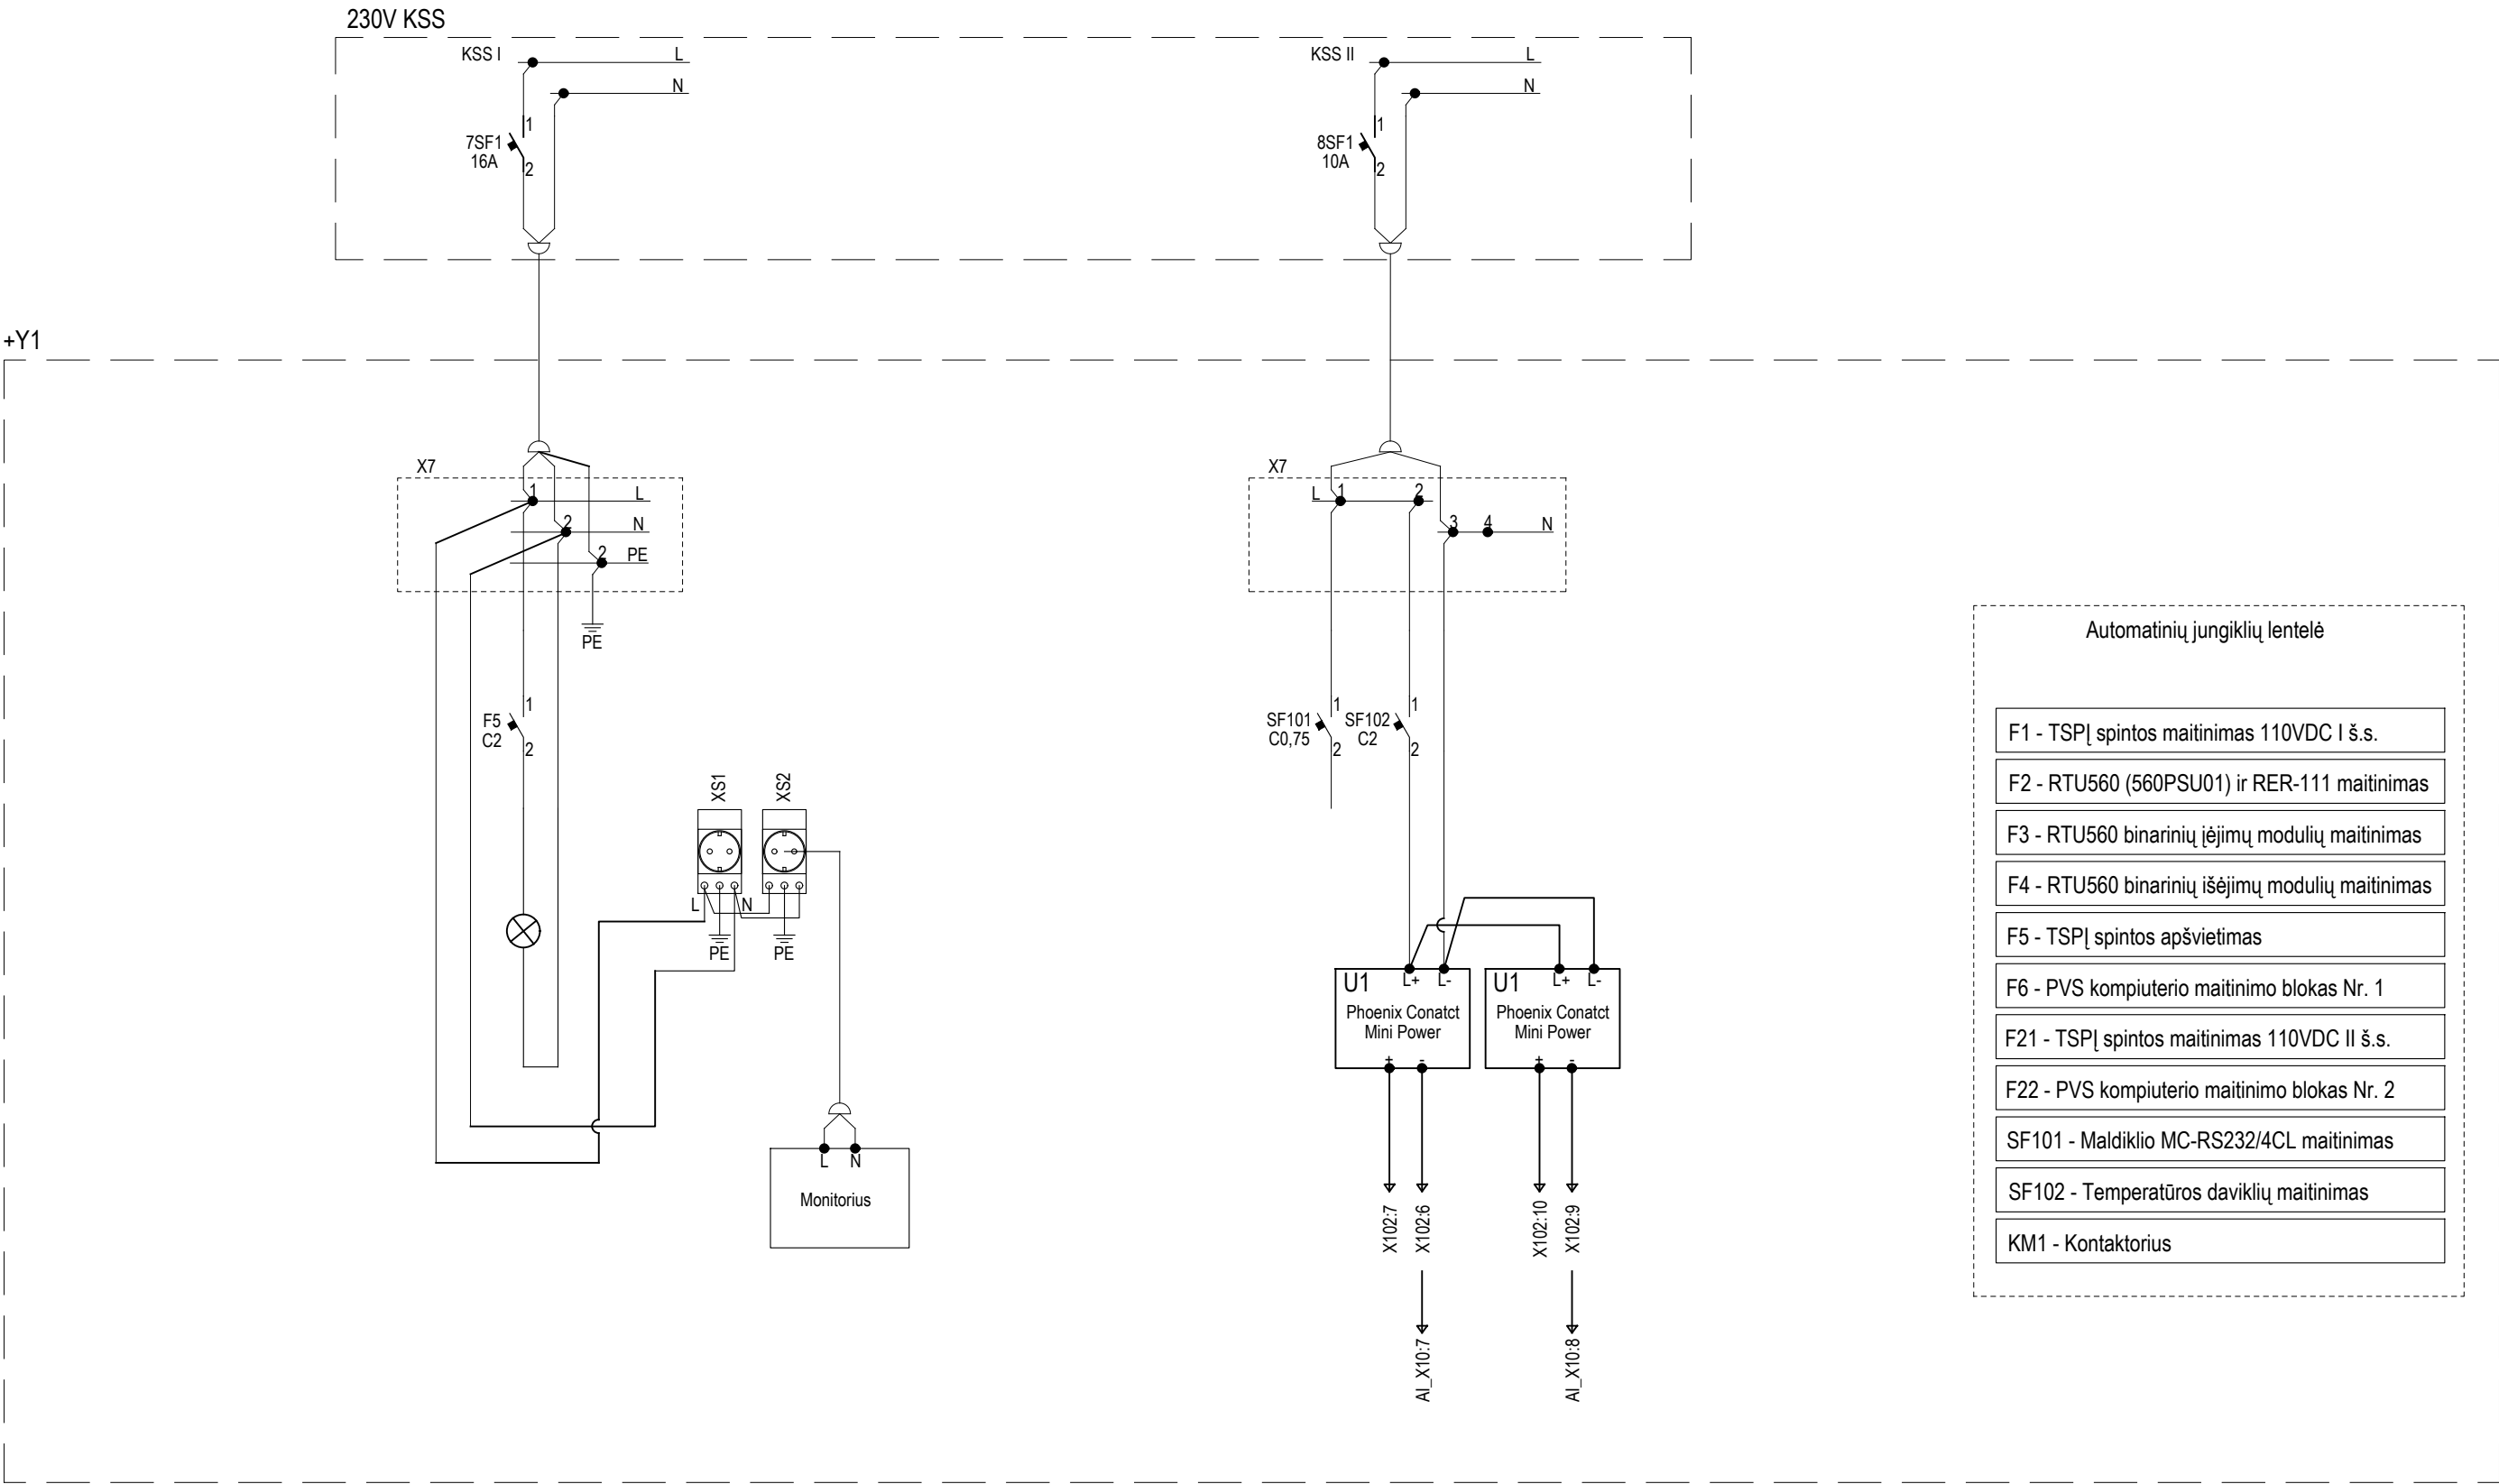 230V KSS
KSS I
L
N
7SF1
16A
1
2
KSS II
L
N
8SF1
10A
1
2
+Y1
X7
1
L
2
N
2
PE
PE
F5
C2
1
2
XS1
XS2
L
N
PE
PE
L
N
Monitorius
X7
L
1
2
3
4
N
SF101
C0,75
1
2
SF102
C2
1
2
U1
L+
L-
Phoenix Conatct
Mini Power
+
-
U1
L+
L-
Phoenix Conatct
Mini Power
+
-
X102:7
X102:6
X102:10
X102:9
AI_X10:7
AI_X10:8
Automatinių jungiklių lentelė
F1 - TSPĮ spintos maitinimas 110VDC I š.s.
F2 - RTU560 (560PSU01) ir RER-111 maitinimas
F3 - RTU560 binarinių įėjimų modulių maitinimas
F4 - RTU560 binarinių išėjimų modulių maitinimas
F5 - TSPĮ spintos apšvietimas
F6 - PVS kompiuterio maitinimo blokas Nr. 1
F21 - TSPĮ spintos maitinimas 110VDC II š.s.
F22 - PVS kompiuterio maitinimo blokas Nr. 2
SF101 - Maldiklio MC-RS232/4CL maitinimas
SF102 - Temperatūros daviklių maitinimas
KM1 - Kontaktorius